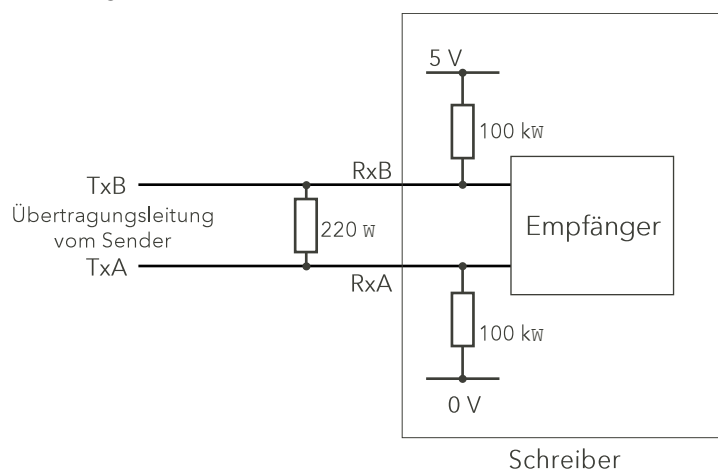 5 V
100 kW
RxB
TxB
Übertragungsleitung
vom Sender
220 W
Empfänger
TxA
RxA
100 kW
0 V
Schreiber